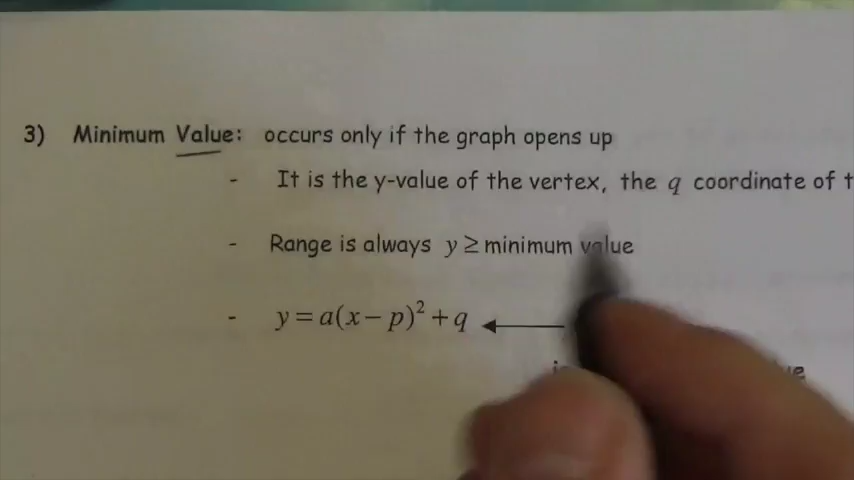 3) Minimum Value: occurs only if the graph opens up
- It is the y-value of the vertex, the q coordinate of
- Range is always y ≥ minimum value
- y = a(x − p)² + q ←